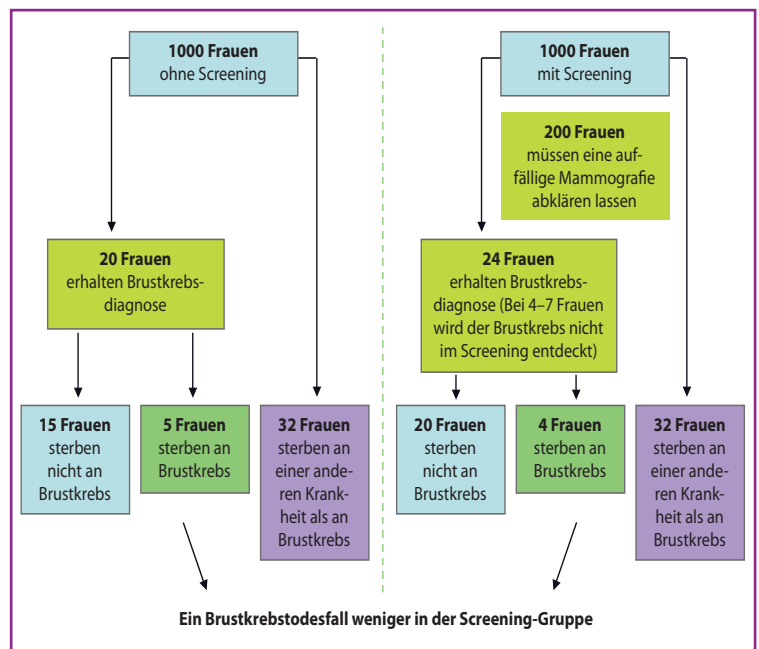 1000 Frauen
ohne Screening
20 Frauen
erhalten Brustkrebs-
diagnose
15 Frauen
sterben
nicht an
Brustkrebs
5 Frauen
sterben an
Brustkrebs
32 Frauen
sterben an
einer ande-
ren Krank-
heit als an
Brustkrebs
1000 Frauen
mit Screening
200 Frauen
müssen eine auf-
fällige Mammografie
abklären lassen
24 Frauen
erhalten Brustkrebs-
diagnose (Bei 4–7 Frauen
wird der Brustkrebs nicht
im Screening entdeckt)
20 Frauen
sterben
nicht an
Brustkrebs
4 Frauen
sterben an
Brustkrebs
32 Frauen
sterben an
einer ande-
ren Krank-
heit als an
Brustkrebs
Ein Brustkrebstodesfall weniger in der Screening-Gruppe